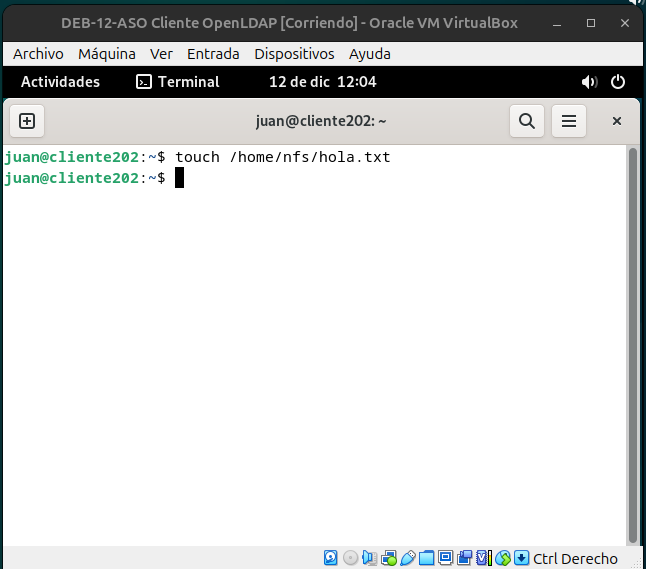 DEB-12-ASO Cliente OpenLDAP [Corriendo] - Oracle VM VirtualBox
Archivo Máquina Ver Entrada Dispositivos Ayuda
Actividades Terminal 12 de dic 12:04
juan@cliente202: ~
juan@cliente202:~$ touch /home/nfs/hola.txt
juan@cliente202:~$
Ctrl Derecho